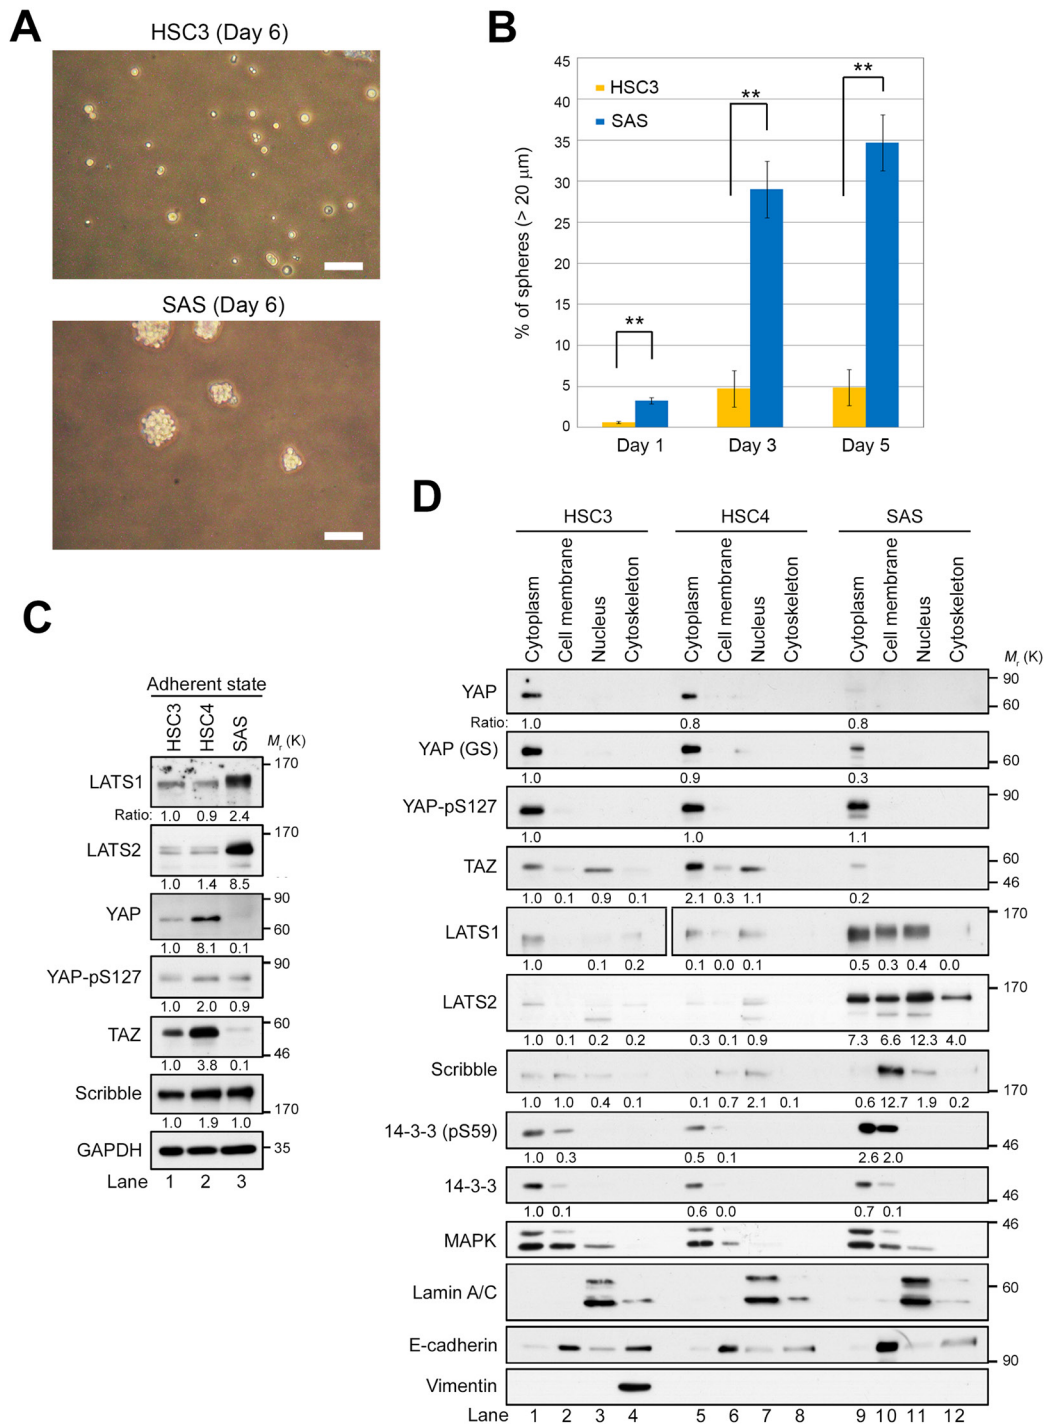 A
HSC3 (Day 6)
SAS (Day 6)
B
% of spheres (> 20 μm)
45
40
35
30
25
20
15
10
5
0
HSC3
SAS
**
**
**
Day 1 Day 3 Day 5
C
Adherent state
HSC3 HSC4 SAS Mr (K)
LATS1 170
Ratio: 1.0 0.9 2.4
LATS2 170
1.0 1.4 8.5
YAP 90
60
1.0 8.1 0.1
YAP-pS127 90
1.0 2.0 0.9
TAZ 60
46
1.0 3.8 0.1
Scribble 170
1.0 1.9 1.0
GAPDH 35
Lane 1 2 3
D
HSC3 HSC4 SAS
Cytoplasm Cell membrane Nucleus Cytoskeleton Cytoplasm Cell membrane Nucleus Cytoskeleton Cytoplasm Cell membrane Nucleus Cytoskeleton
Mr (K)
YAP 90
60
Ratio: 1.0 0.8 0.8
YAP (GS) 60
1.0 0.9 0.3
YAP-pS127 90
1.0 1.0 1.1
TAZ 60
46
1.0 0.1 0.9 0.1 2.1 0.3 1.1 0.2
LATS1 170
1.0 0.1 0.2 0.1 0.0 0.1 0.5 0.3 0.4 0.0
LATS2 170
1.0 0.1 0.2 0.2 0.3 0.1 0.9 7.3 6.6 12.3 4.0
Scribble 170
1.0 1.0 0.4 0.1 0.1 0.7 2.1 0.1 0.6 12.7 1.9 0.2
14-3-3 (pS59) 46
1.0 0.3 0.5 0.1 2.6 2.0
14-3-3 46
1.0 0.1 0.6 0.0 0.7 0.1
MAPK 46
Lamin A/C 60
E-cadherin 90
Vimentin
Lane 1 2 3 4 5 6 7 8 9 10 11 12